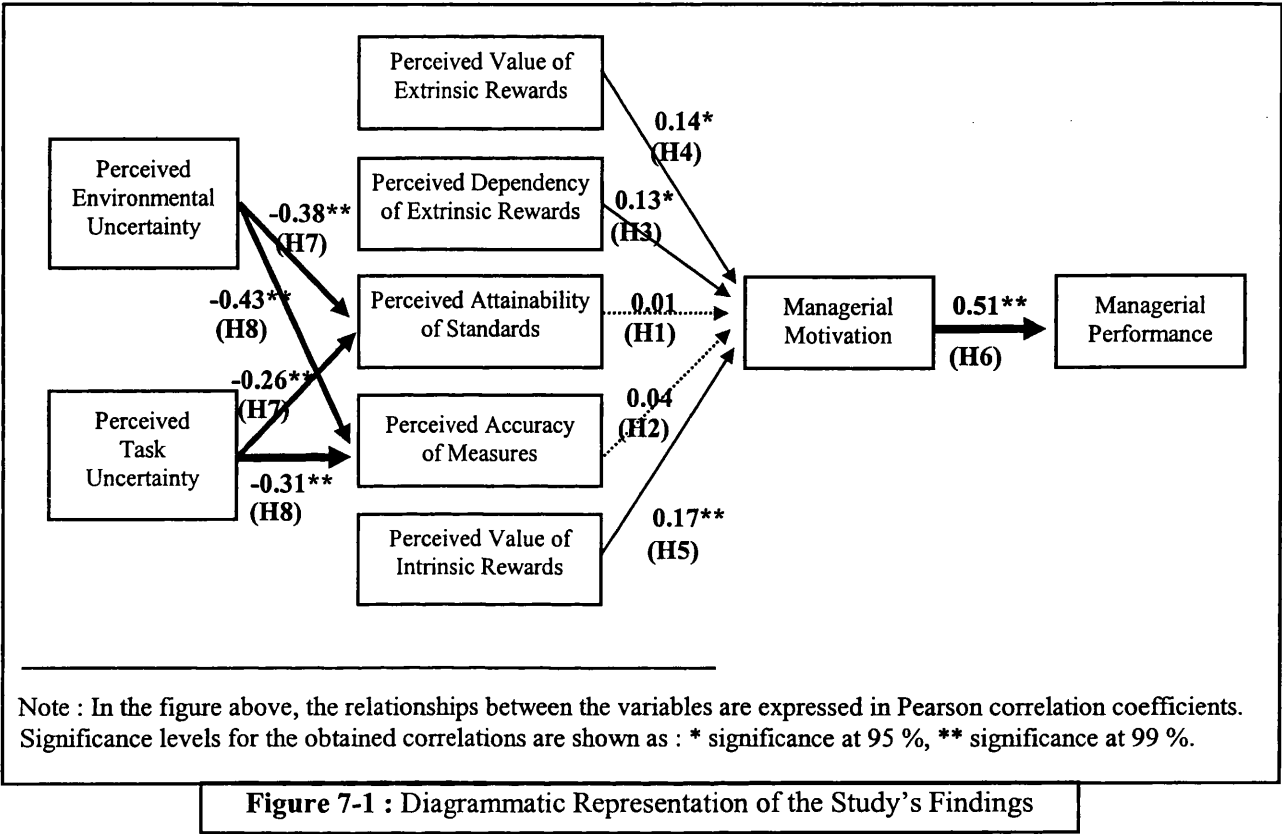 Perceived Value of
Extrinsic Rewards
0.14*
(H4)
Perceived
Environmental
Uncertainty
Perceived Dependency
of Extrinsic Rewards
-0.38**
(H7)
0.13*
(H3)
-0.43**
(H8)
Perceived Attainability
of Standards
0.01
(H1)
Managerial
Motivation
0.51**
(H6)
Managerial
Performance
-0.26**
(H7)
Perceived
Task
Uncertainty
Perceived Accuracy
of Measures
0.04
(H2)
-0.31**
(H8)
Perceived Value of
Intrinsic Rewards
0.17**
(H5)
Note : In the figure above, the relationships between the variables are expressed in Pearson correlation coefficients.
Significance levels for the obtained correlations are shown as : * significance at 95 %, ** significance at 99 %.
Figure 7-1 : Diagrammatic Representation of the Study's Findings